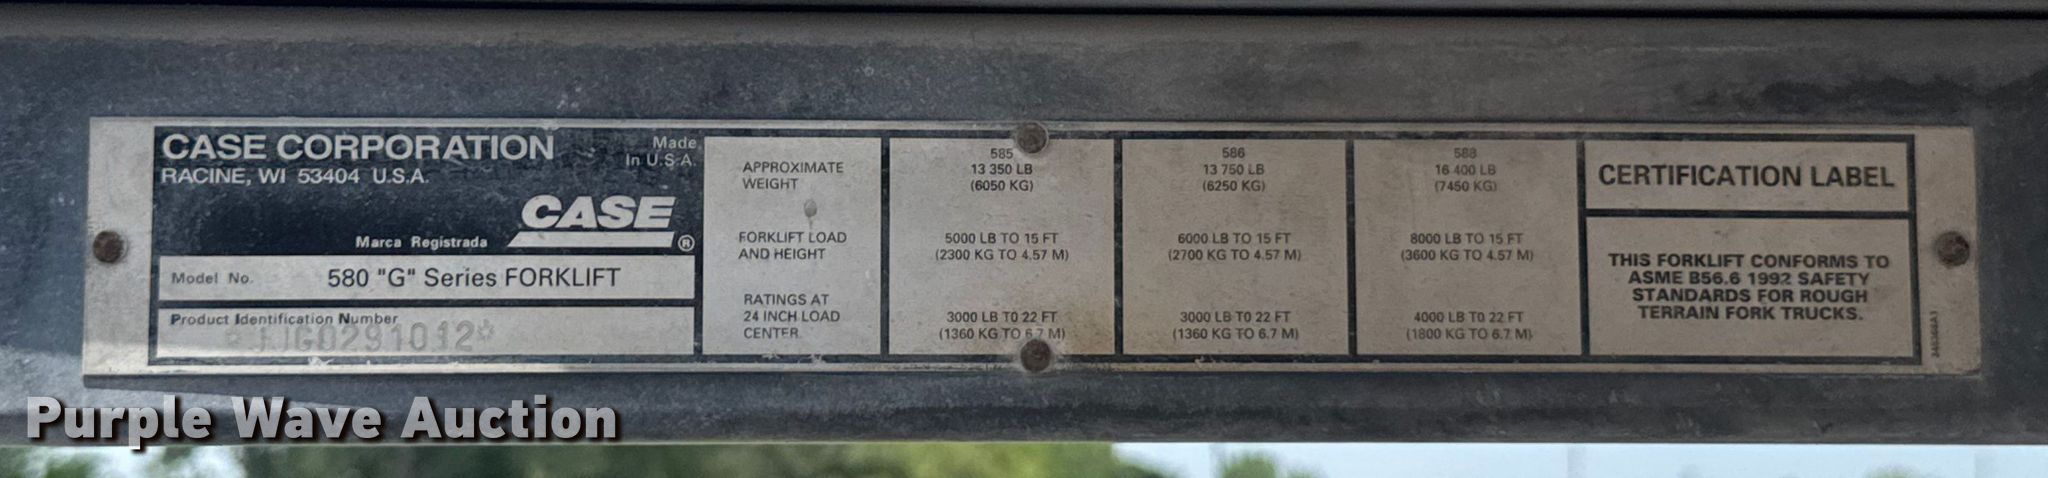 CASE CORPORATION
RACINE, WI 53404 U.S.A.
Made
In U.S.A.
CASE
®
Marca Registrada
Model No.
580 "G" Series FORKLIFT
Product Identification Number
JJG0291012*
APPROXIMATE
WEIGHT
FORKLIFT LOAD
AND HEIGHT
RATINGS AT
24 INCH LOAD
CENTER
585
13 350 LB
(6050 KG)
5000 LB TO 15 FT
(2300 KG TO 4.57 M)
3000 LB TO 22 FT
(1360 KG TO 6.7 M)
586
13 750 LB
(6250 KG)
6000 LB TO 15 FT
(2700 KG TO 4.57 M)
3000 LB TO 22 FT
(1360 KG TO 6.7 M)
588
16 400 LB
(7450 KG)
8000 LB TO 15 FT
(3600 KG TO 4.57 M)
4000 LB TO 22 FT
(1800 KG TO 6.7 M)
CERTIFICATION LABEL
THIS FORKLIFT CONFORMS TO
ASME B56.6 1992 SAFETY
STANDARDS FOR ROUGH
TERRAIN FORK TRUCKS.
Purple Wave Auction